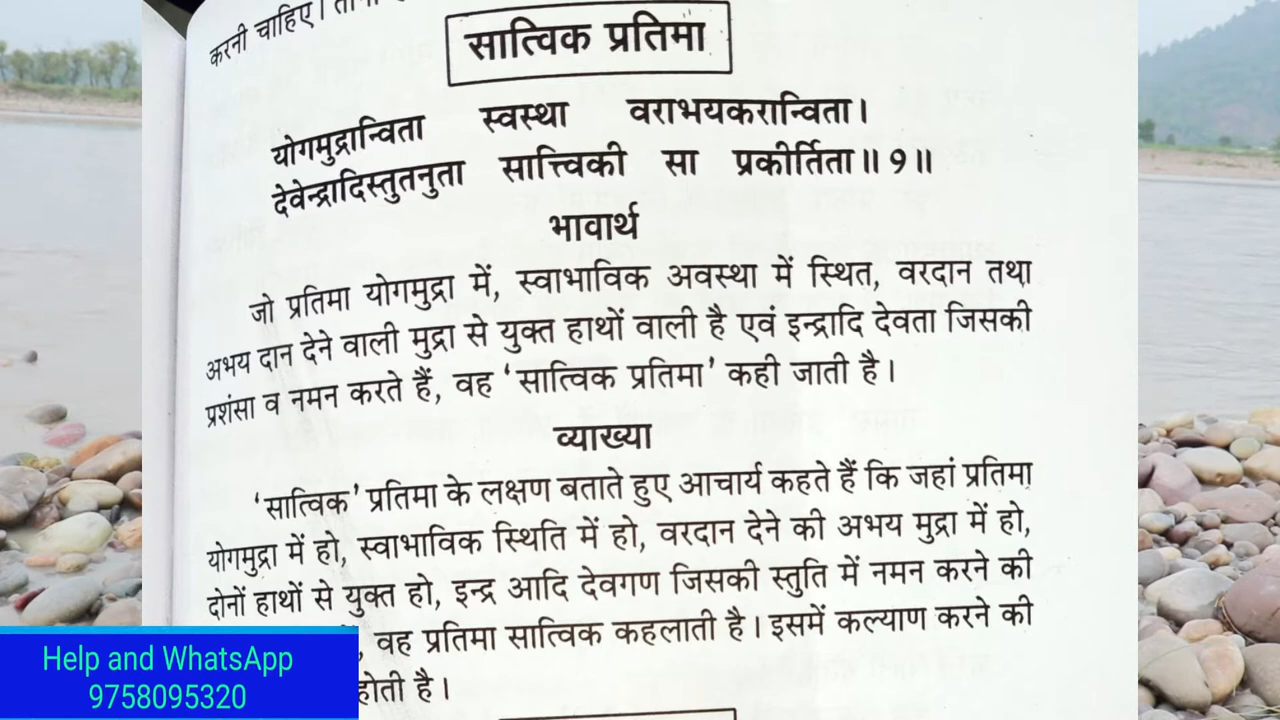 करनी चाहिए।
सात्विक प्रतिमा
योगमुद्रान्विता स्वस्था वराभयकरान्विता।
देवेन्द्रादिस्तुतनुता सात्त्विकी सा प्रकीर्तिता॥ १॥
भावार्थ
जो प्रतिमा योगमुद्रा में, स्वाभाविक अवस्था में स्थित, वरदान तथा
अभय दान देने वाली मुद्रा से युक्त हाथों वाली है एवं इन्द्रादि देवता जिसकी
प्रशंसा व नमन करते हैं, वह ‘सात्विक प्रतिमा’ कही जाती है।
व्याख्या
‘सात्विक’ प्रतिमा के लक्षण बताते हुए आचार्य कहते हैं कि जहां प्रतिमा
योगमुद्रा में हो, स्वाभाविक स्थिति में हो, वरदान देने की अभय मुद्रा में हो,
दोनों हाथों से युक्त हो, इन्द्र आदि देवगण जिसकी स्तुति में नमन करने की
, वह प्रतिमा सात्विक कहलाती है। इसमें कल्याण करने की
होती है।
Help and WhatsApp
9758095320